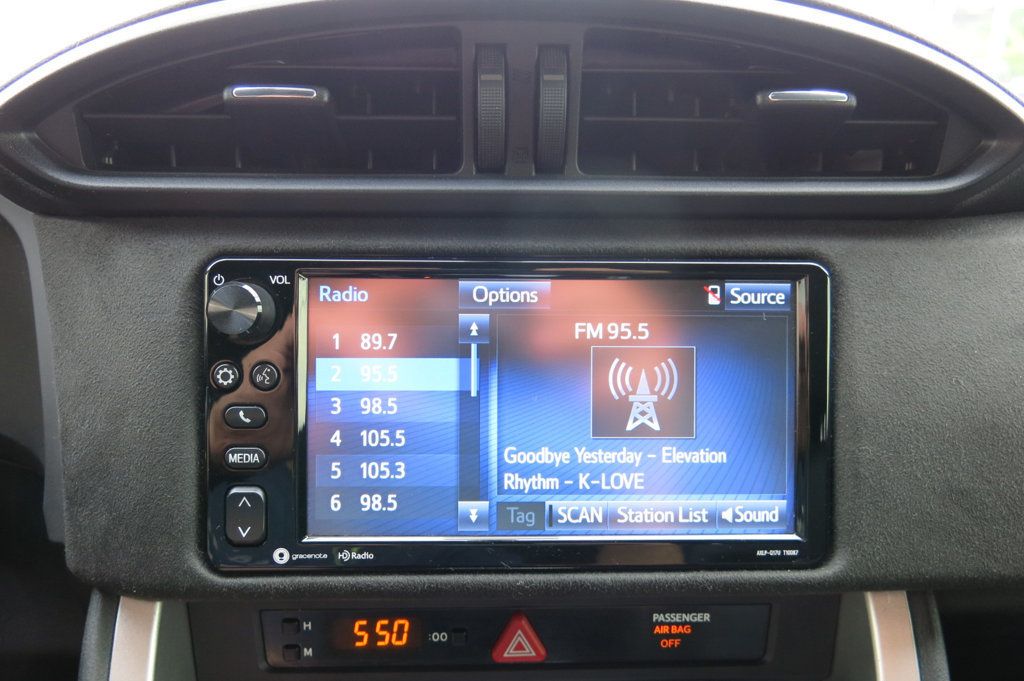 VOL
Radio
Options
Source
1 89.7
2 95.5
3 98.5
4 105.5
5 105.3
6 98.5
FM 95.5
Goodbye Yesterday - Elevation
Rhythm - K-LOVE
Tag
SCAN
Station List
Sound
MEDIA
gracenote
HD Radio
H
M
5 50
:00
PASSENGER
AIR BAG
OFF